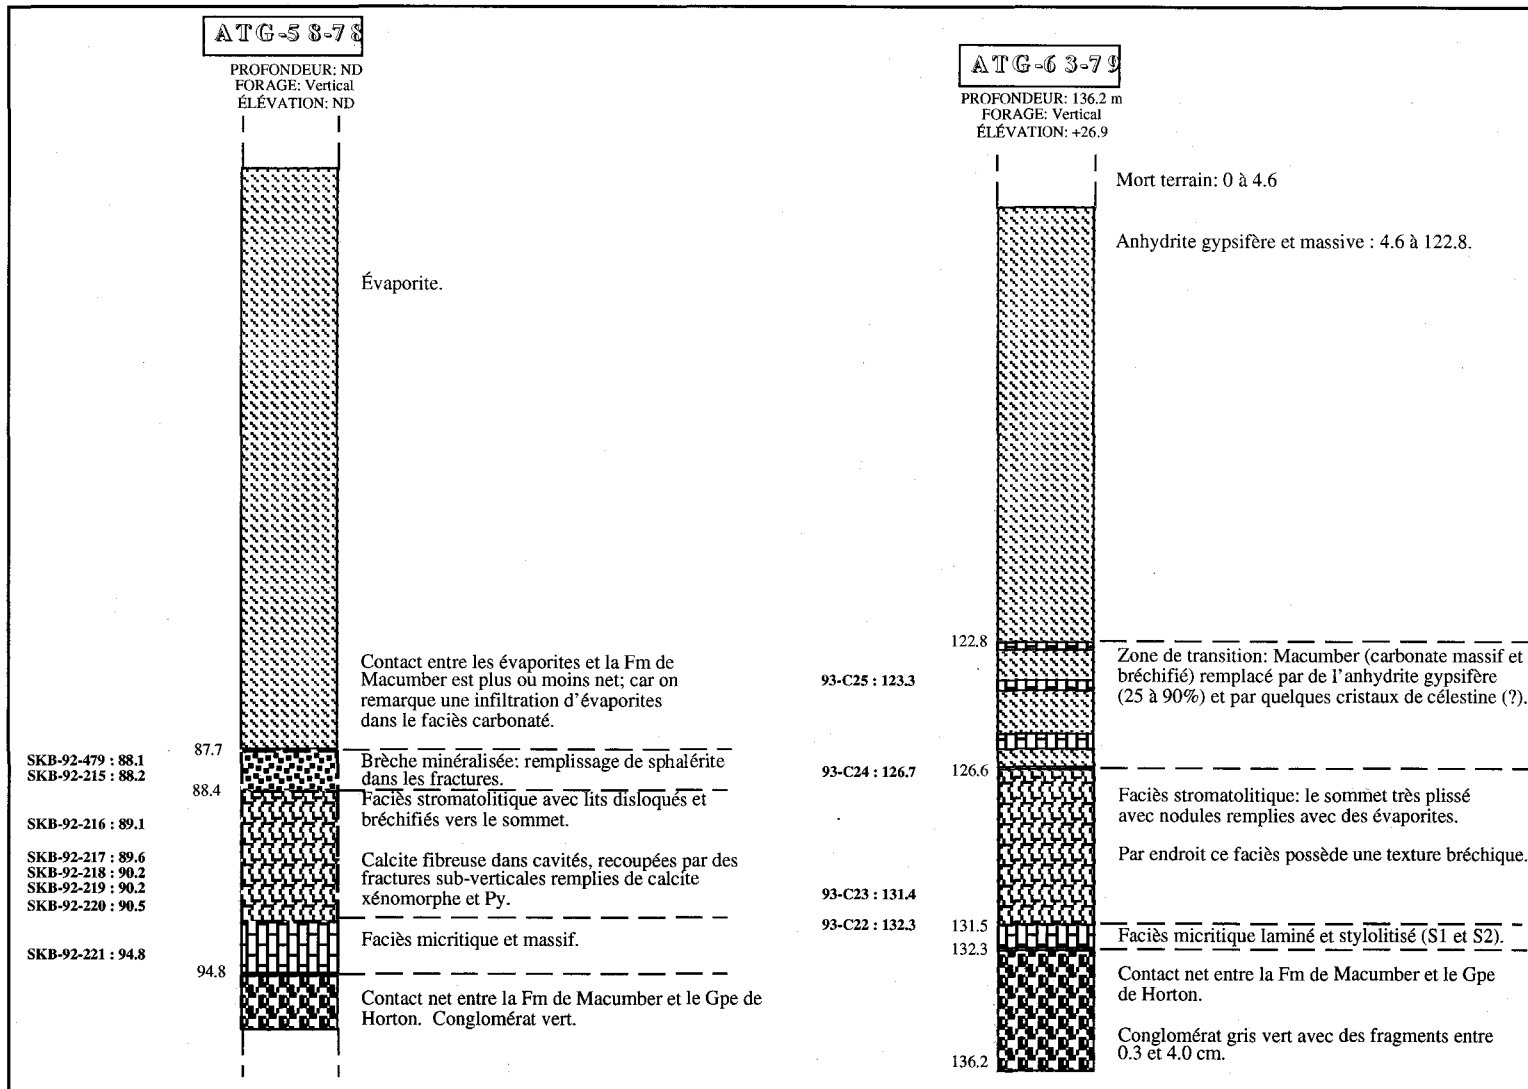 ATG-58-78
PROFONDEUR: ND
FORAGE: Vertical
ÉLÉVATION: ND
Évaporite.
Contact entre les évaporites et la Fm de
Macumber est plus ou moins net; car on
remarque une infiltration d'évaporites
dans le faciès carbonaté.
87.7
SKB-92-479 : 88.1
SKB-92-215 : 88.2
Brèche minéralisée: remplissage de sphalérite
dans les fractures.
88.4
Faciès stromatolitique avec lits disloqués et
bréchifiés vers le sommet.
SKB-92-216 : 89.1
SKB-92-217 : 89.6
SKB-92-218 : 90.2
SKB-92-219 : 90.2
SKB-92-220 : 90.5
Calcite fibreuse dans cavités, recoupées par des
fractures sub-verticales remplies de calcite
xénomorphe et Py.
Faciès micritique et massif.
SKB-92-221 : 94.8
94.8
Contact net entre la Fm de Macumber et le Gpe de
Horton. Conglomérat vert.
ATG-63-79
PROFONDEUR: 136.2 m
FORAGE: Vertical
ÉLÉVATION: +26.9
Mort terrain: 0 à 4.6
Anhydrite gypsifère et massive : 4.6 à 122.8.
122.8
93-C25 : 123.3
Zone de transition: Macumber (carbonate massif et
bréchifié) remplacé par de l'anhydrite gypsifère
(25 à 90%) et par quelques cristaux de célestine (?).
93-C24 : 126.7
126.6
Faciès stromatolitique: le sommet très plissé
avec nodules remplies avec des évaporites.
Par endroit ce faciès possède une texture bréchique.
93-C23 : 131.4
93-C22 : 132.3
131.5
Faciès micritique laminé et stylolitisé (S1 et S2).
132.3
Contact net entre la Fm de Macumber et le Gpe
de Horton.
Conglomérat gris vert avec des fragments entre
0.3 et 4.0 cm.
136.2